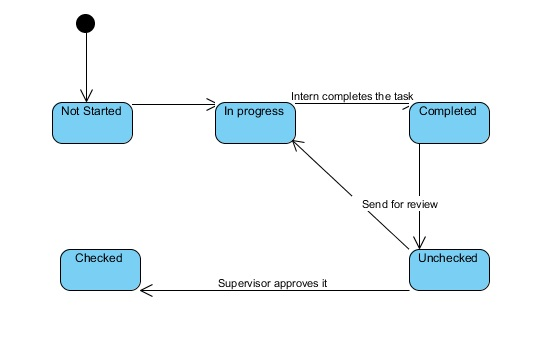 Not Started
In progress
Intern completes the task
Completed
Send for review
Checked
Unchecked
Supervisor approves it